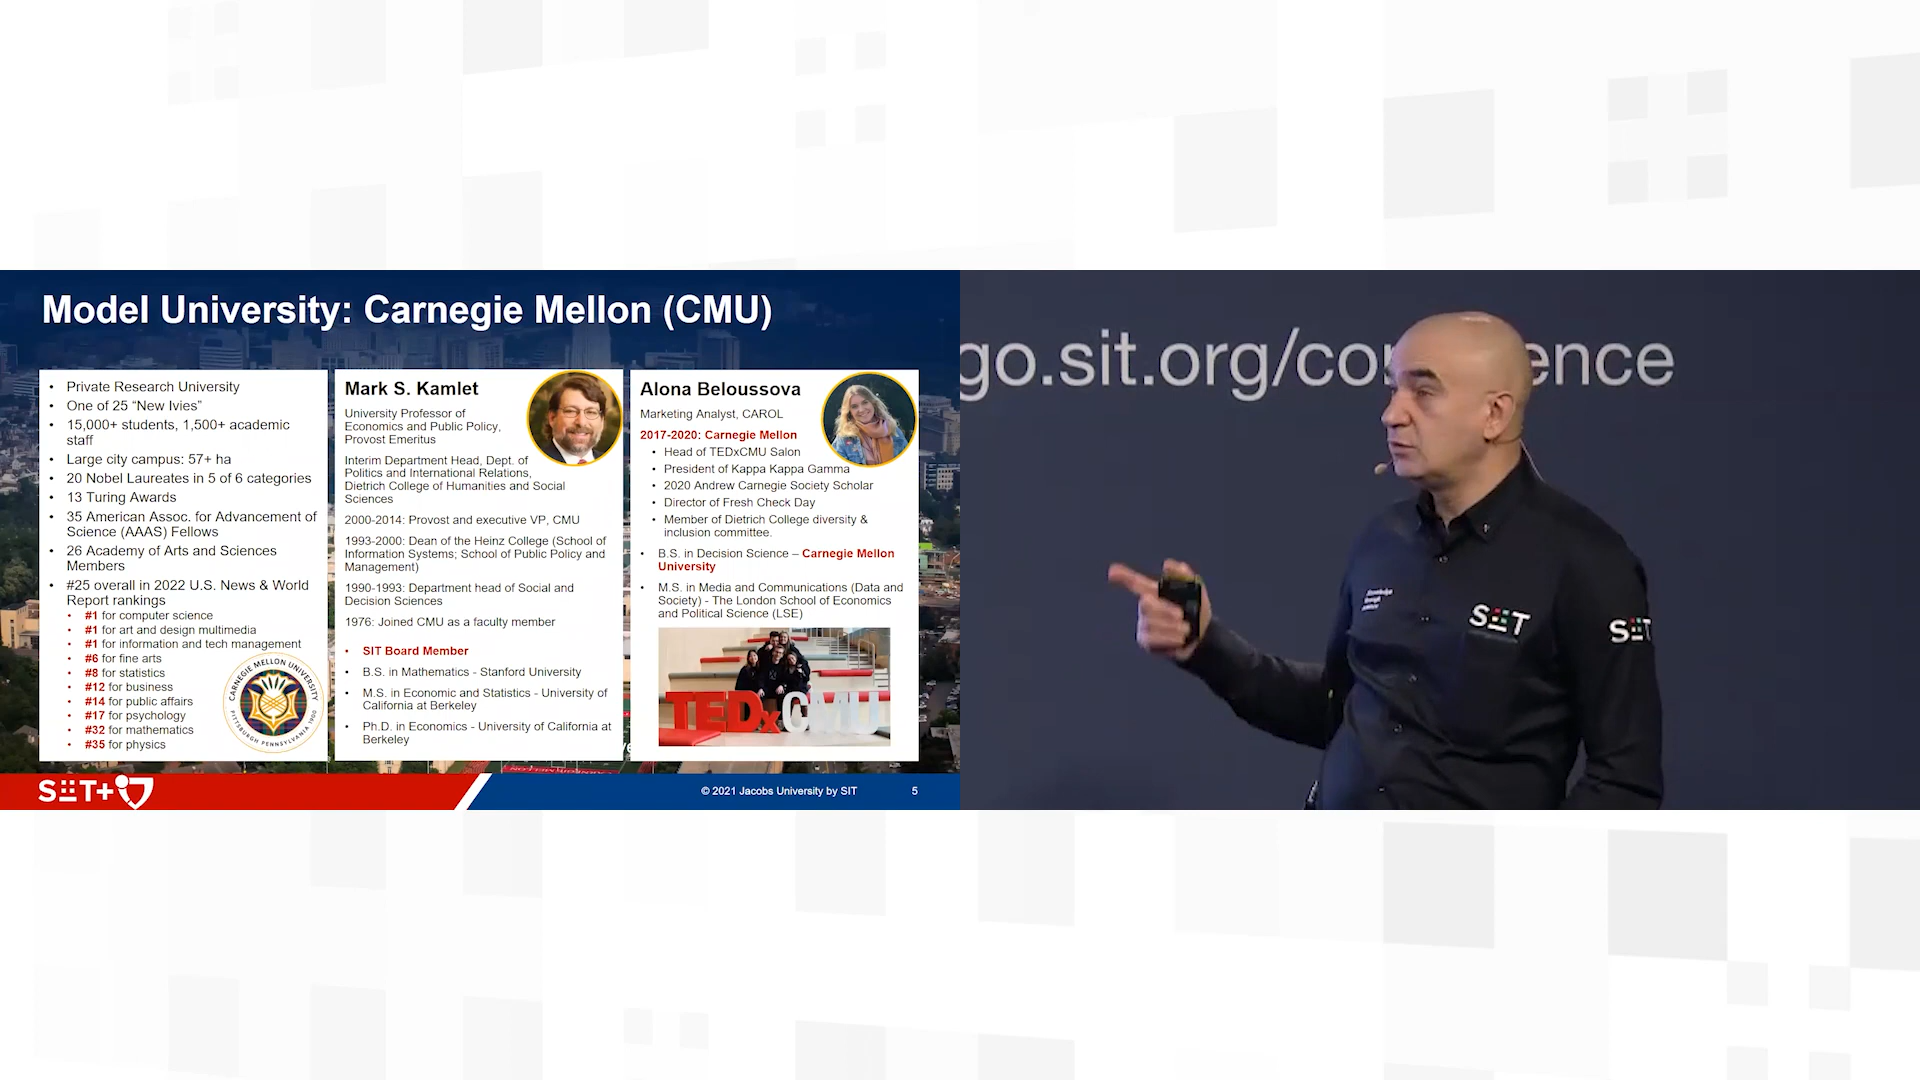 Model University: Carnegie Mellon (CMU)
• Private Research University
• One of 25 “New Ivies”
• 15,000+ students, 1,500+ academic
staff
• Large city campus: 57+ ha
• 20 Nobel Laureates in 5 of 6 categories
• 13 Turing Awards
• 35 American Assoc. for Advancement of
Science (AAAS) Fellows
• 26 Academy of Arts and Sciences
Members
• #25 overall in 2022 U.S. News & World
Report rankings
• #1 for computer science
• #1 for art and design multimedia
• #1 for information and tech management
• #6 for fine arts
• #8 for statistics
• #12 for business
• #14 for public affairs
• #17 for psychology
• #32 for mathematics
• #35 for physics
CARNEGIE MELLON UNIVERSITY
PITTSBURGH PENNSYLVANIA 1900
Mark S. Kamlet
University Professor of
Economics and Public Policy,
Provost Emeritus
Interim Department Head, Dept. of
Politics and International Relations,
Dietrich College of Humanities and Social
Sciences
2000-2014: Provost and executive VP, CMU
1993-2000: Dean of the Heinz College (School of
Information Systems; School of Public Policy and
Management)
1990-1993: Department head of Social and
Decision Sciences
1976: Joined CMU as a faculty member
• SIT Board Member
• B.S. in Mathematics - Stanford University
• M.S. in Economic and Statistics - University of
California at Berkeley
• Ph.D. in Economics - University of California at
Berkeley
Alona Beloussova
Marketing Analyst, CAROL
2017-2020: Carnegie Mellon
• Head of TEDxCMU Salon
• President of Kappa Kappa Gamma
• 2020 Andrew Carnegie Society Scholar
• Director of Fresh Check Day
• Member of Dietrich College diversity &
inclusion committee.
• B.S. in Decision Science – Carnegie Mellon
University
• M.S. in Media and Communications (Data and
Society) - The London School of Economics
and Political Science (LSE)
TEDxCMU
SIT+
© 2021 Jacobs University by SIT 5
go.sit.org/co ence
SIT
SIT